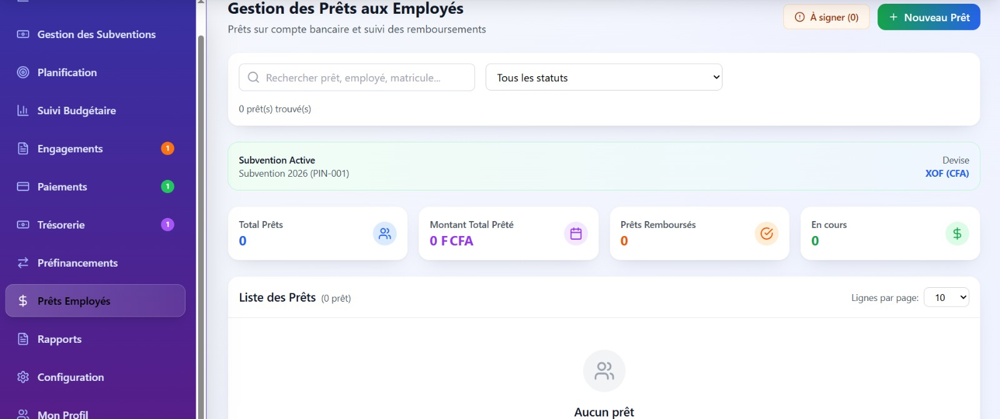 Gestion des Subventions
Planification
Suivi Budgétaire
Engagements 1
Paiements 1
Trésorerie 1
Préfinancements
Prêts Employés
Rapports
Configuration
Mon Profil
Gestion des Prêts aux Employés
Prêts sur compte bancaire et suivi des remboursements
À signer (0)
+ Nouveau Prêt
Rechercher prêt, employé, matricule...
Tous les statuts
0 prêt(s) trouvé(s)
Subvention Active
Subvention 2026 (PIN-001)
Devise
XOF (CFA)
Total Prêts
0
Montant Total Prêté
0 F CFA
Prêts Remboursés
0
En cours
0
Liste des Prêts (0 prêt)
Lignes par page: 10
Aucun prêt